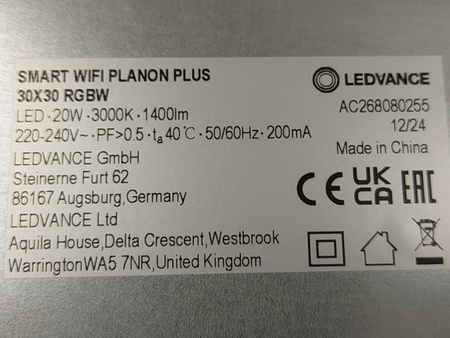 SMART WIFI PLANON PLUS
30X30 RGBW
LED · 20W · 3000K · 1400lm
220-240V~ · PF>0.5 · ta 40℃ · 50/60Hz · 200mA
LEDVANCE GmbH
Steinerne Furt 62
86167 Augsburg,Germany
LEDVANCE Ltd
Aquila House,Delta Crescent,Westbrook
WarringtonWA5 7NR,United Kingdom
LEDVANCE
AC268080255
12/24
Made in China
CE UKCA EAC